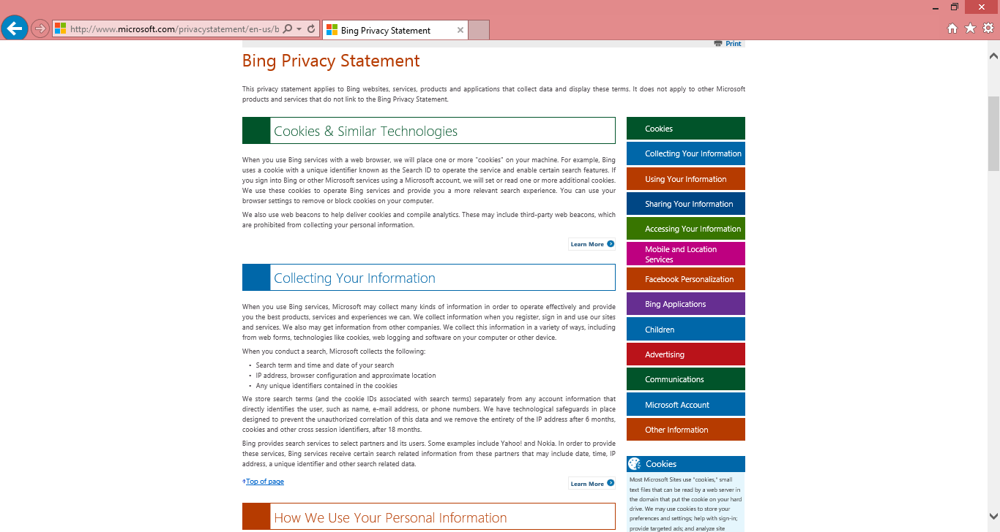 http://www.microsoft.com/privacystatement/en-us/b
Bing Privacy Statement
Print
Bing Privacy Statement
This privacy statement applies to Bing websites, services, products and applications that collect data and display these terms. It does not apply to other Microsoft
products and services that do not link to the Bing Privacy Statement.
Cookies & Similar Technologies
When you use Bing services with a web browser, we will place one or more "cookies" on your machine. For example, Bing
uses a cookie with a unique identifier known as the Search ID to operate the service and enable certain search features. If
you sign into Bing or other Microsoft services using a Microsoft account, we will set or read one or more additional cookies.
We use these cookies to operate Bing services and provide you a more relevant search experience. You can use your
browser settings to remove or block cookies on your computer.
We also use web beacons to help deliver cookies and compile analytics. These may include third-party web beacons, which
are prohibited from collecting your personal information.
Learn More
Collecting Your Information
When you use Bing services, Microsoft may collect many kinds of information in order to operate effectively and provide
you the best products, services and experiences we can. We collect information when you register, sign in and use our sites
and services. We also may get information from other companies. We collect this information in a variety of ways, including
from web forms, technologies like cookies, web logging and software on your computer or other device.
When you conduct a search, Microsoft collects the following:
• Search term and time and date of your search
• IP address, browser configuration and approximate location
• Any unique identifiers contained in the cookies
We store search terms (and the cookie IDs associated with search terms) separately from any account information that
directly identifies the user, such as name, e-mail address, or phone numbers. We have technological safeguards in place
designed to prevent the unauthorized correlation of this data and we remove the entirety of the IP address after 6 months,
cookies and other cross session identifiers, after 18 months.
Bing provides search services to select partners and its users. Some examples include Yahoo! and Nokia. In order to provide
these services, Bing services receive certain search related information from these partners that may include date, time, IP
address, a unique identifier and other search related data.
↑Top of page
Learn More
How We Use Your Personal Information
Cookies
Collecting Your Information
Using Your Information
Sharing Your Information
Accessing Your Information
Mobile and Location
Services
Facebook Personalization
Bing Applications
Children
Advertising
Communications
Microsoft Account
Other Information
Cookies
Most Microsoft Sites use "cookies," small
text files that can be read by a web server in
the domain that put the cookie on your hard
drive. We may use cookies to store your
preferences and settings; help with sign-in;
provide targeted ads; and analyze site